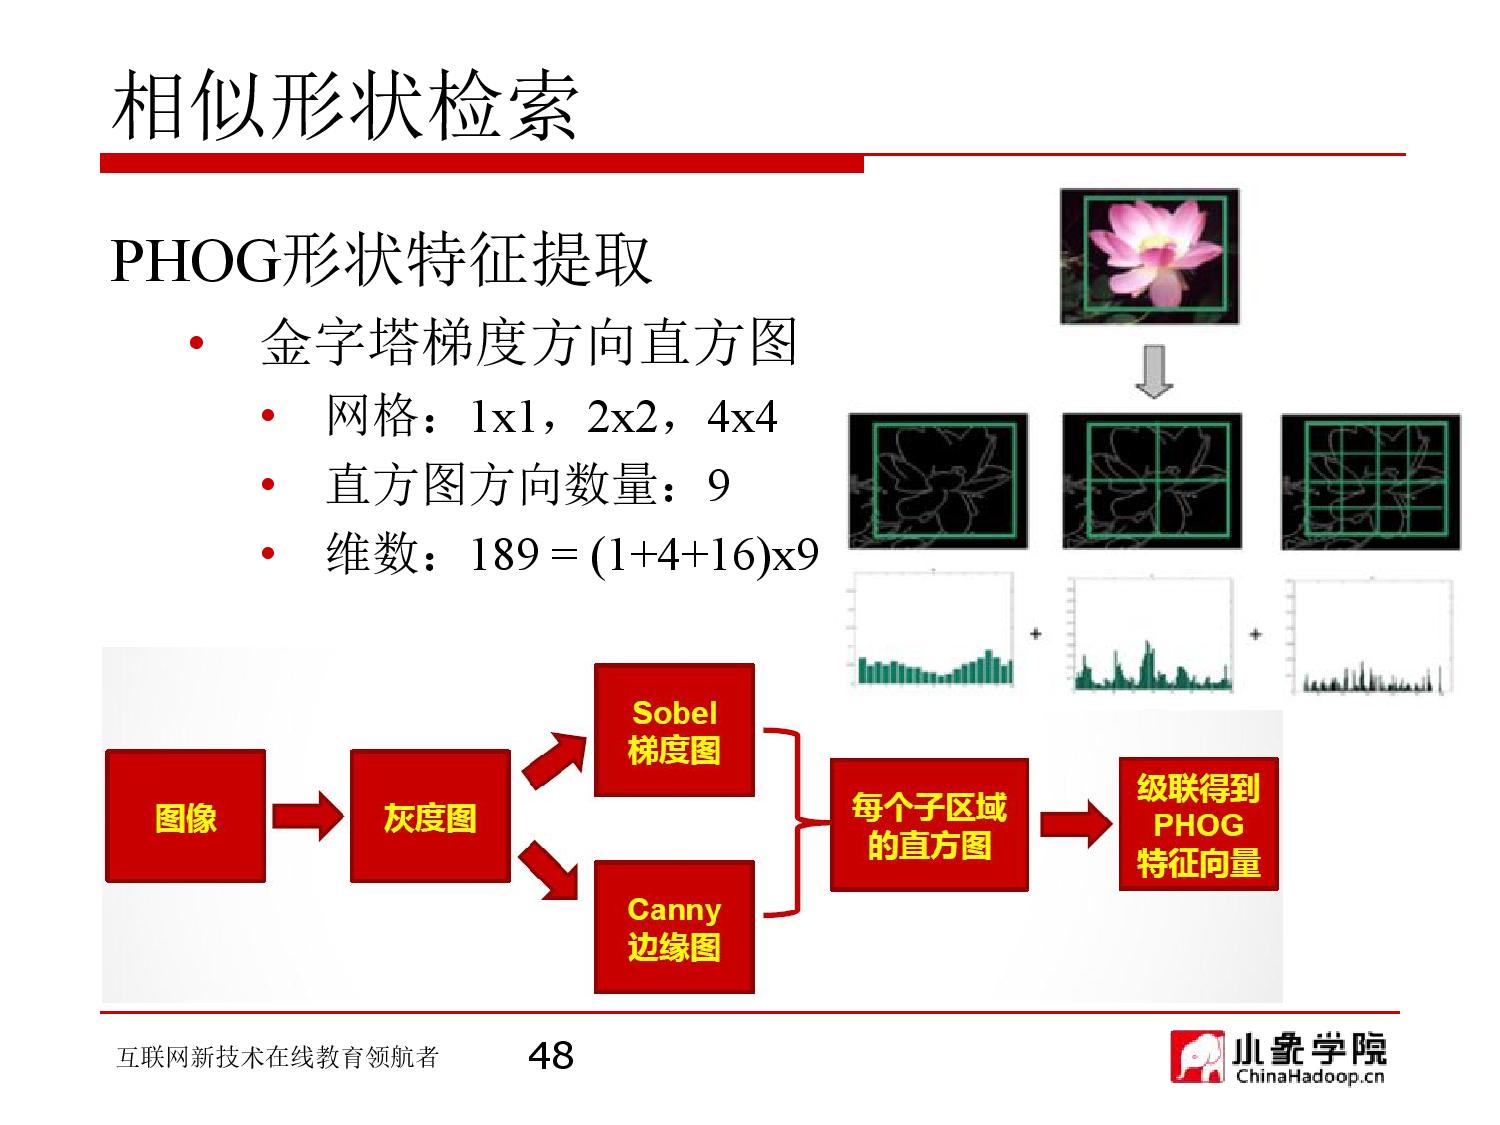 相似形状检索
PHOG形状特征提取
• 金字塔梯度方向直方图
• 网格：1x1，2x2，4x4
• 直方图方向数量：9
• 维数：189 = (1+4+16)x9
+
+
图像
灰度图
Sobel
梯度图
Canny
边缘图
每个子区域
的直方图
级联得到
PHOG
特征向量
互联网新技术在线教育领航者
48
小象学院
ChinaHadoop.cn